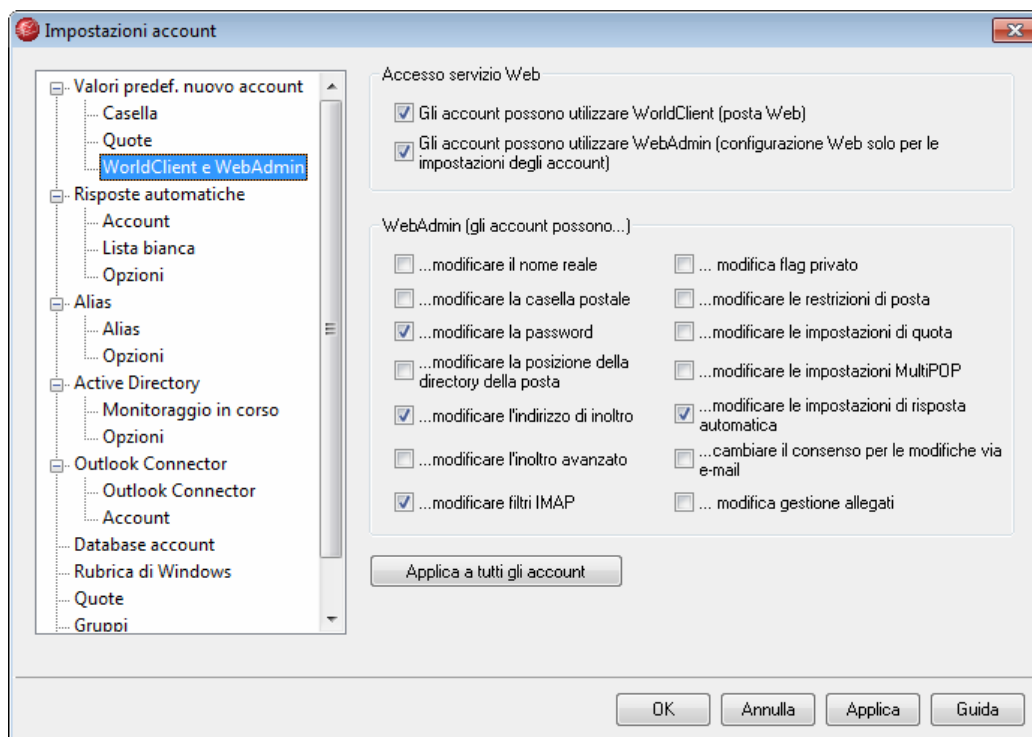 Impostazioni account
Valori predef. nuovo account
Casella
Quote
WorldClient e WebAdmin
Risposte automatiche
Account
Lista bianca
Opzioni
Alias
Alias
Opzioni
Active Directory
Monitoraggio in corso
Opzioni
Outlook Connector
Outlook Connector
Account
Database account
Rubrica di Windows
Quote
Gruppi
Accesso servizio Web
Gli account possono utilizzare WorldClient (posta Web)
Gli account possono utilizzare WebAdmin (configurazione Web solo per le
impostazioni degli account)
WebAdmin (gli account possono...)
...modificare il nome reale
...modificare la casella postale
...modificare la password
...modificare la posizione della
directory della posta
...modificare l'indirizzo di inoltro
...modificare l'inoltro avanzato
...modificare filtri IMAP
... modifica flag privato
...modificare le restrizioni di posta
...modificare le impostazioni di quota
...modificare le impostazioni MultiPOP
...modificare le impostazioni di risposta
automatica
...cambiare il consenso per le modifiche via
e-mail
... modifica gestione allegati
Applica a tutti gli account
OK
Annulla
Applica
Guida